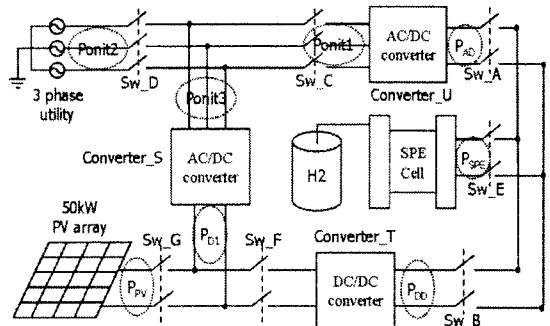 Sw_D
AC/DC
converter
Ponit2
Ponit1
P_AD
Sw_A
3 phase
utility
Sw_C
Converter_U
Ponit3
Converter_S
AC/DC
converter
H2
SPE
Cell
P_SPE
Sw_E
50kW
PV array
Sw_G
P_D1
Sw_F
Converter_T
P_PV
DC/DC
converter
P_DD
Sw_B